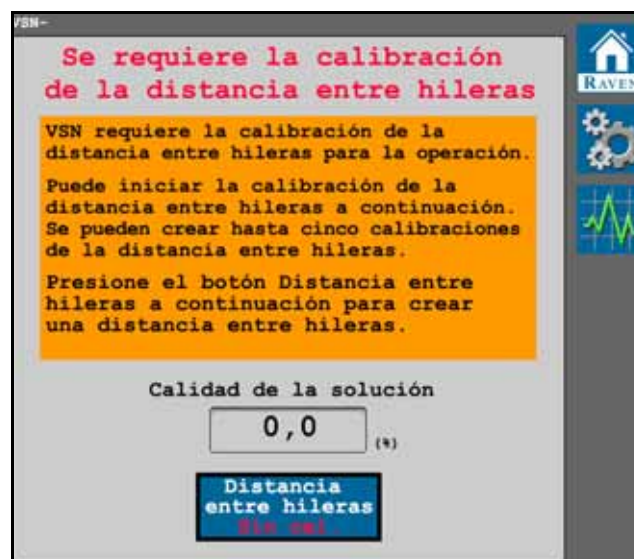 VSN-
Se requiere la calibración
de la distancia entre hileras
VSN requiere la calibración de la
distancia entre hileras para la operación.
Puede iniciar la calibración de la
distancia entre hileras a continuación.
Se pueden crear hasta cinco calibraciones
de la distancia entre hileras.
Presione el botón Distancia entre
hileras a continuación para crear
una distancia entre hileras.
Calidad de la solución
0,0
(%)
Distancia
entre hileras
Sin cal.
RAVEN